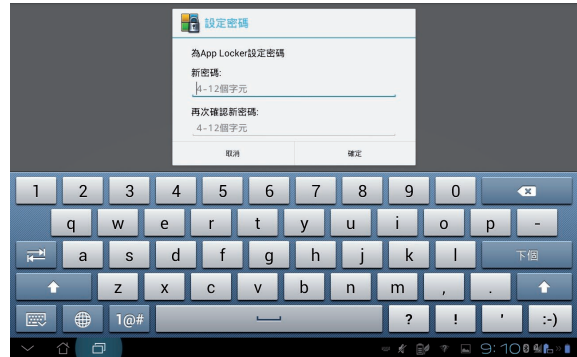 設定密碼
為App Locker設定密碼
新密碼:
4-12個字元
再次確認新密碼:
4-12個字元
取消 確定
1 2 3 4 5 6 7 8 9 0
q w e r t y u i o p -
a s d f g h j k l 下個
z x c v b n m , .
1@# ? ! ' :-)
9:10